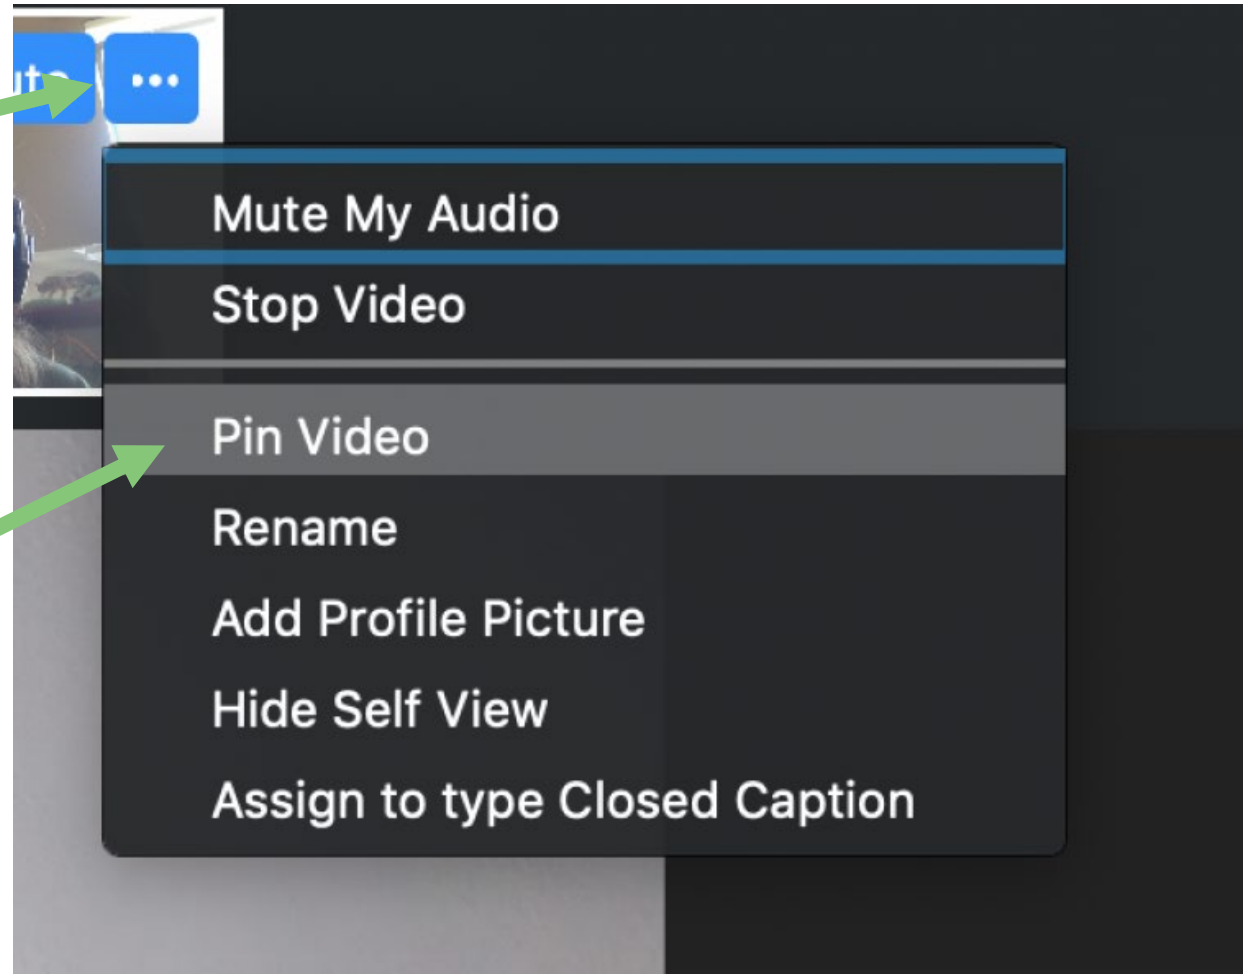 Mute My Audio
Stop Video
Pin Video
Rename
Add Profile Picture
Hide Self View
Assign to type Closed Caption